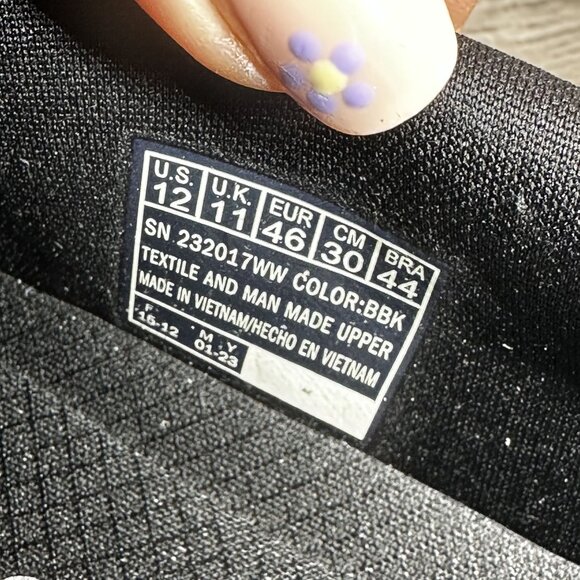 U.S. U.K. EUR CM BRA
12 11 46 30 44
SN 232017WW COLOR:BBK
TEXTILE AND MAN MADE UPPER
MADE IN VIETNAM/HECHO EN VIETNAM
F. M Y
16-12 01-23